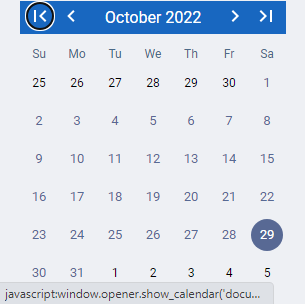 October 2022
Su Mo Tu We Th Fr Sa
25 26 27 28 29 30 1
2 3 4 5 6 7 8
9 10 11 12 13 14 15
16 17 18 19 20 21 22
23 24 25 26 27 28 29
30 31 1 2 3 4 5
javascript:window.opener.show_calendar('docu...